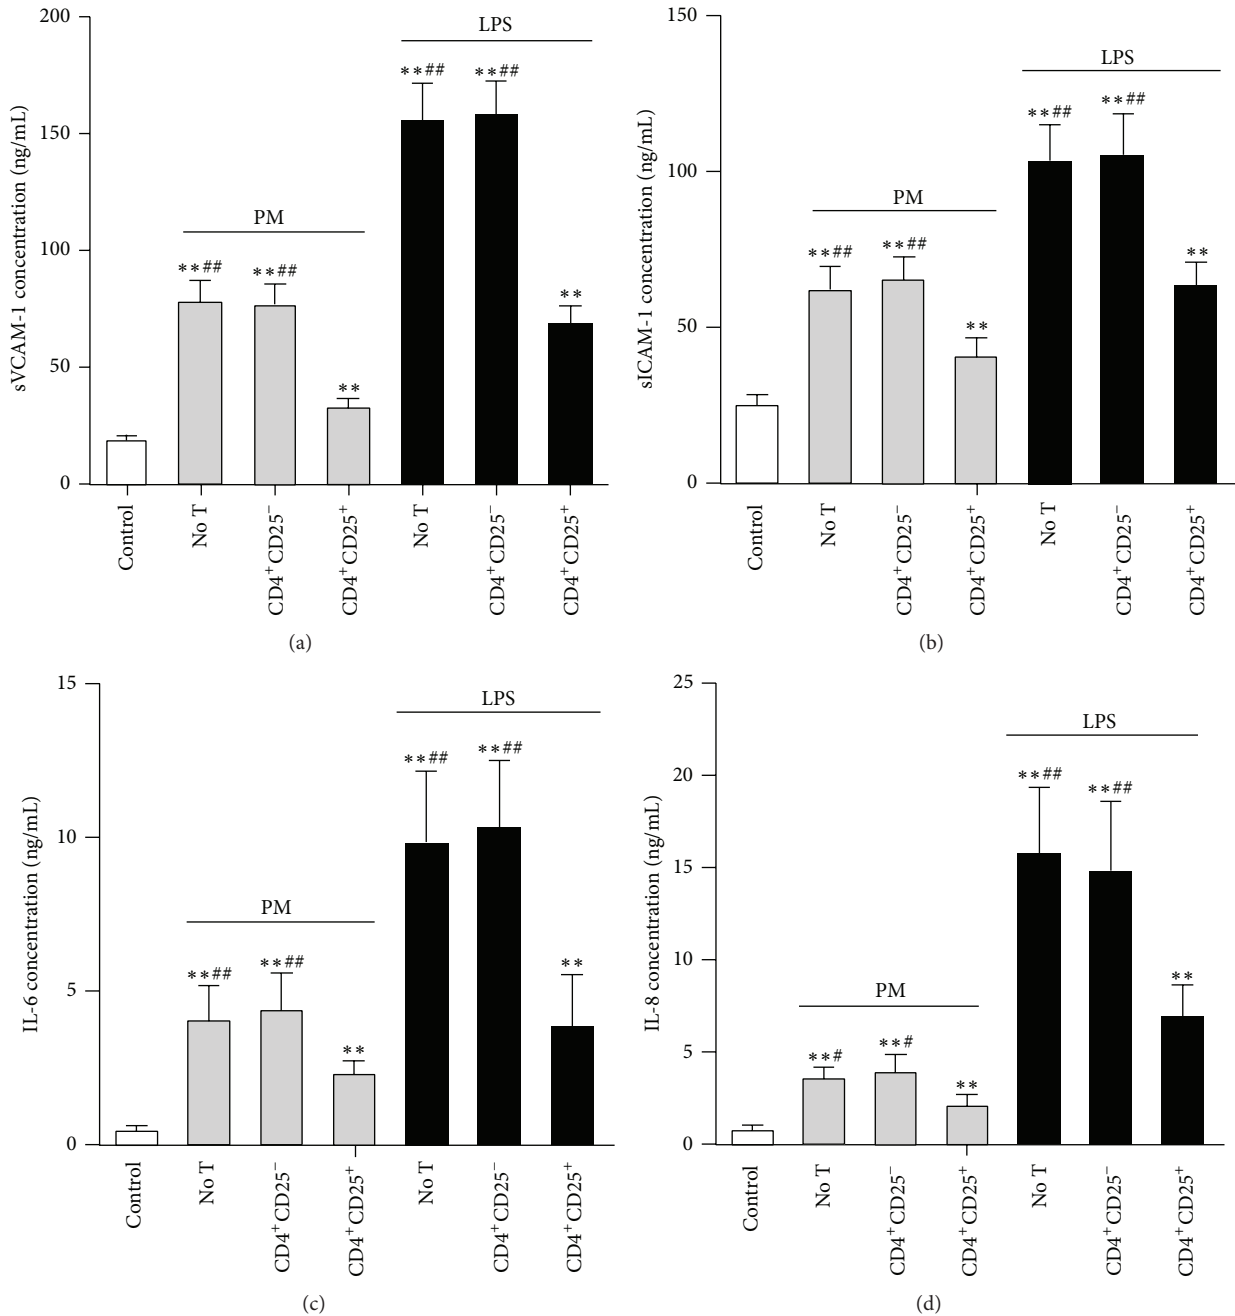 200
150
100
50
0
sVCAM-1 concentration (ng/mL)
LPS
**## **##
PM
**## **##
**
**
Control
No T
CD4⁺CD25⁻
CD4⁺CD25⁺
No T
CD4⁺CD25⁻
CD4⁺CD25⁺
(a)
150
100
50
0
sICAM-1 concentration (ng/mL)
LPS
**## **##
PM
**## **##
**
**
Control
No T
CD4⁺CD25⁻
CD4⁺CD25⁺
No T
CD4⁺CD25⁻
CD4⁺CD25⁺
(b)
15
10
5
0
IL-6 concentration (ng/mL)
LPS
**## **##
PM
**## **##
**
**
Control
No T
CD4⁺CD25⁻
CD4⁺CD25⁺
No T
CD4⁺CD25⁻
CD4⁺CD25⁺
(c)
25
20
15
10
5
0
IL-8 concentration (ng/mL)
LPS
**## **##
PM
**# **#
**
**
Control
No T
CD4⁺CD25⁻
CD4⁺CD25⁺
No T
CD4⁺CD25⁻
CD4⁺CD25⁺
(d)